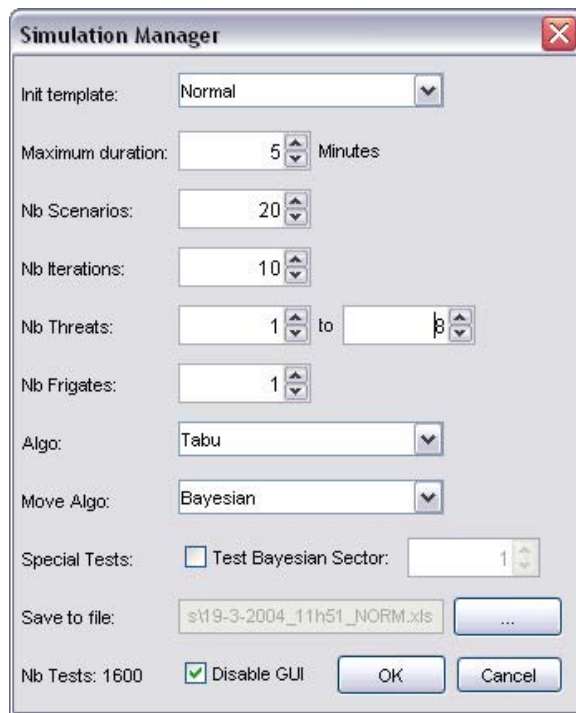 Simulation Manager
Init template: Normal
Maximum duration: 5 Minutes
Nb Scenarios: 20
Nb Iterations: 10
Nb Threats: 1 to 8
Nb Frigates: 1
Algo: Tabu
Move Algo: Bayesian
Special Tests: Test Bayesian Sector: 1
Save to file: s\19-3-2004_11h51_NORM.xls ...
Nb Tests: 1600 Disable GUI OK Cancel